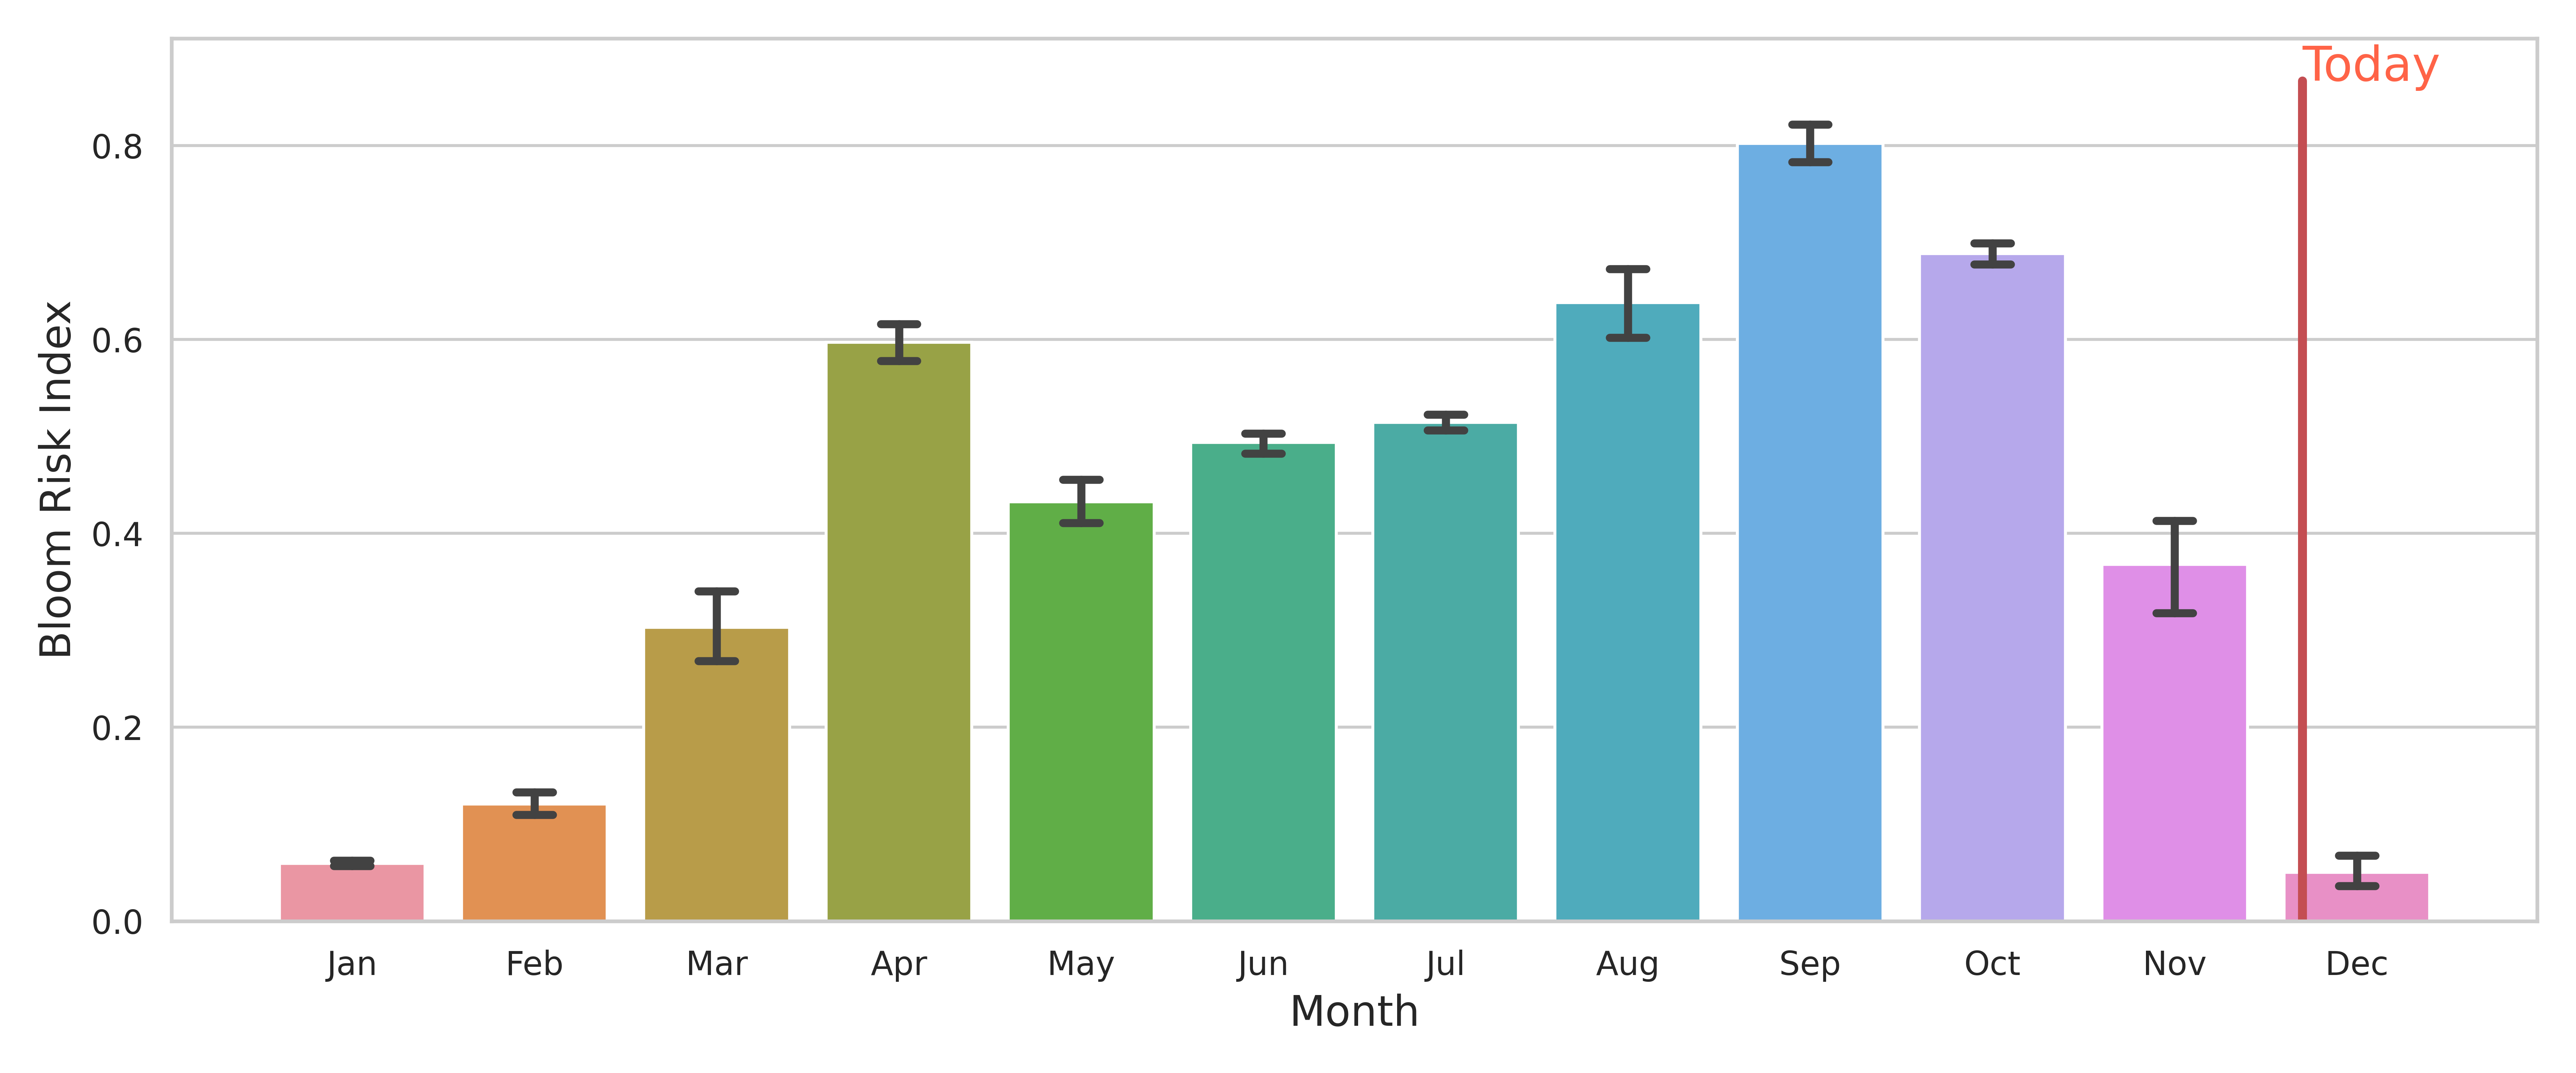 Today
Bloom Risk Index
0.8
0.6
0.4
0.2
0.0
Jan Feb Mar Apr May Jun Jul Aug Sep Oct Nov Dec
Month